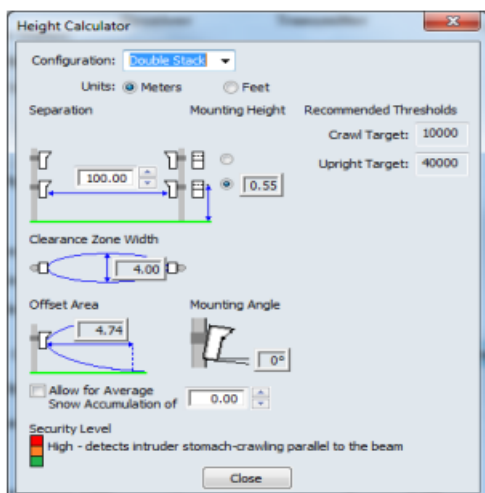 Height Calculator
Configuration: Double Stack
Units: Meters Feet
Separation Mounting Height Recommended Thresholds
Crawl Target: 10000
Upright Target: 40000
100.00
0.55
Clearance Zone Width
4.00
Offset Area Mounting Angle
4.74
0°
Allow for Average
Snow Accumulation of 0.00
Security Level
High - detects intruder stomach-crawling parallel to the beam
Close